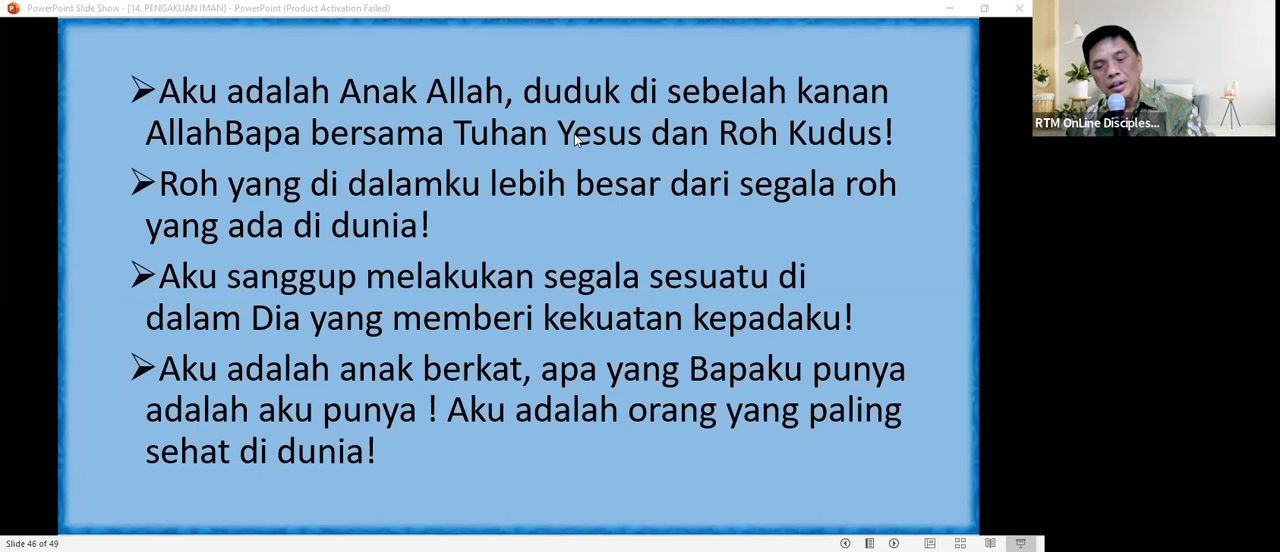 PowerPoint Slide Show - [14. PENGAKUAN IMAN] - PowerPoint (Product Activation Failed)
➢Aku adalah Anak Allah, duduk di sebelah kanan
AllahBapa bersama Tuhan Yesus dan Roh Kudus!
➢Roh yang di dalamku lebih besar dari segala roh
yang ada di dunia!
➢Aku sanggup melakukan segala sesuatu di
dalam Dia yang memberi kekuatan kepadaku!
➢Aku adalah anak berkat, apa yang Bapaku punya
adalah aku punya ! Aku adalah orang yang paling
sehat di dunia!
RTM OnLine Disciples...
Slide 46 of 49